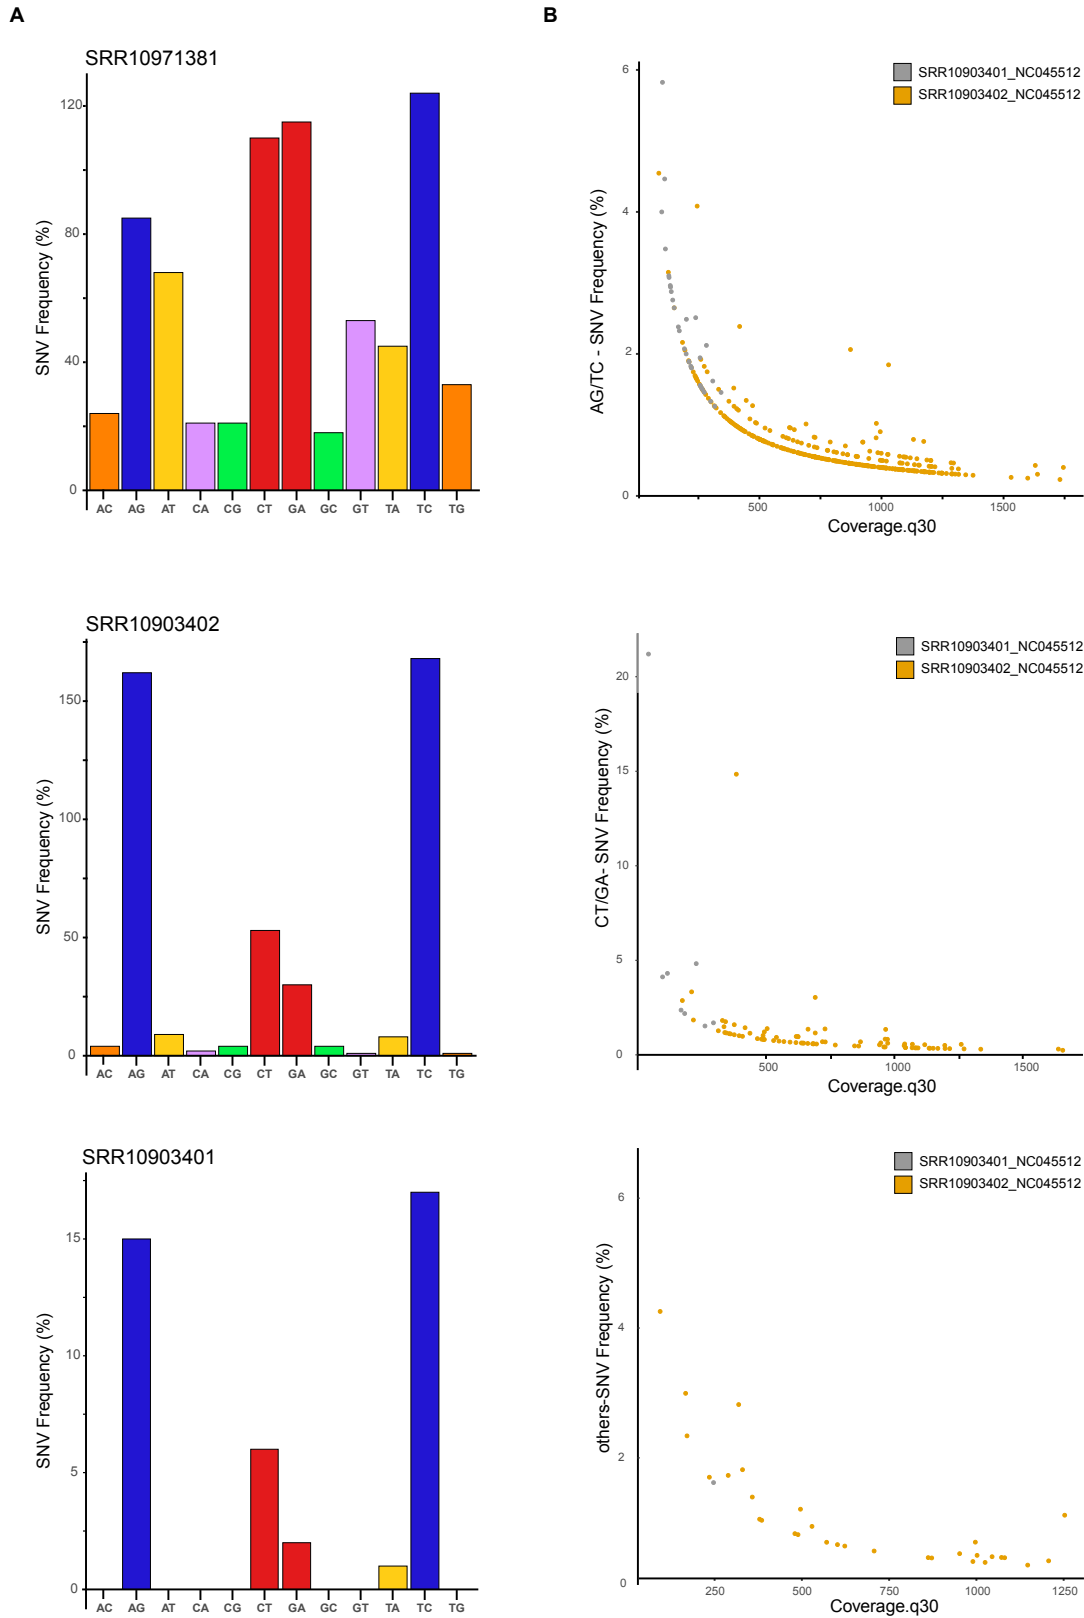 A
B
SRR10971381
120
80
40
0
SNV Frequency (%)
AC AG AT CA CG CT GA GC GT TA TC TG
SRR10903401_NC045512
SRR10903402_NC045512
6
4
2
0
AG/TC - SNV Frequency (%)
500 1000 1500
Coverage.q30
SRR10903402
150
100
50
0
SNV Frequency (%)
AC AG AT CA CG CT GA GC GT TA TC TG
SRR10903401_NC045512
SRR10903402_NC045512
20
15
10
5
0
CT/GA- SNV Frequency (%)
500 1000 1500
Coverage.q30
SRR10903401
15
10
5
0
SNV Frequency (%)
AC AG AT CA CG CT GA GC GT TA TC TG
SRR10903401_NC045512
SRR10903402_NC045512
6
4
2
0
others-SNV Frequency (%)
250 500 750 1000 1250
Coverage.q30